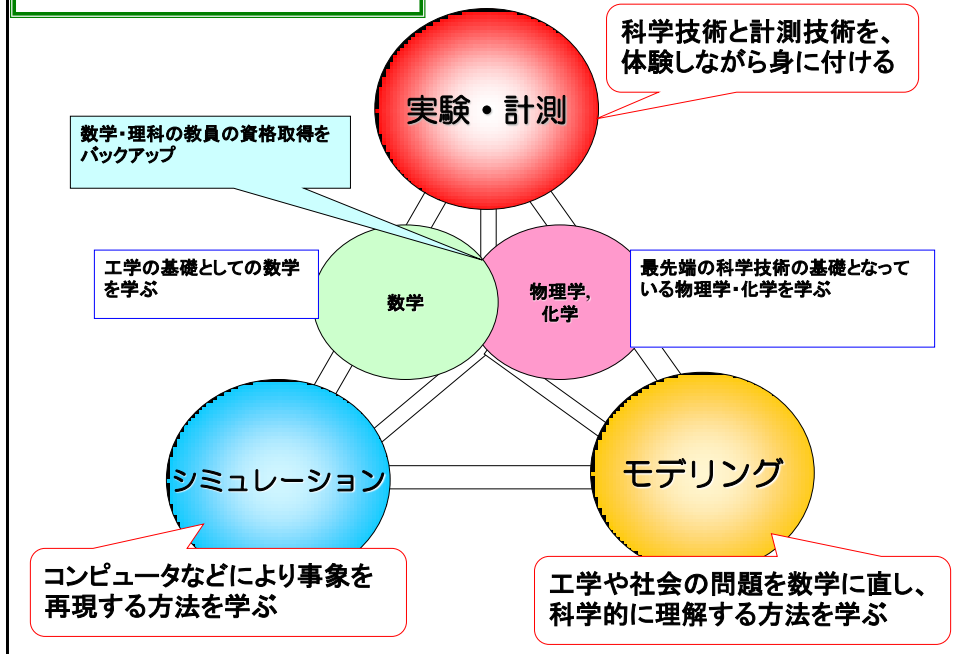 科学技術と計測技術を、
体験しながら身に付ける
実験・計測
数学・理科の教員の資格取得を
バックアップ
工学の基礎としての数学
を学ぶ
数学
物理学,
化学
最先端の科学技術の基礎となって
いる物理学・化学を学ぶ
シミュレーション
モデリング
コンピュータなどにより事象を
再現する方法を学ぶ
工学や社会の問題を数学に直し、
科学的に理解する方法を学ぶ